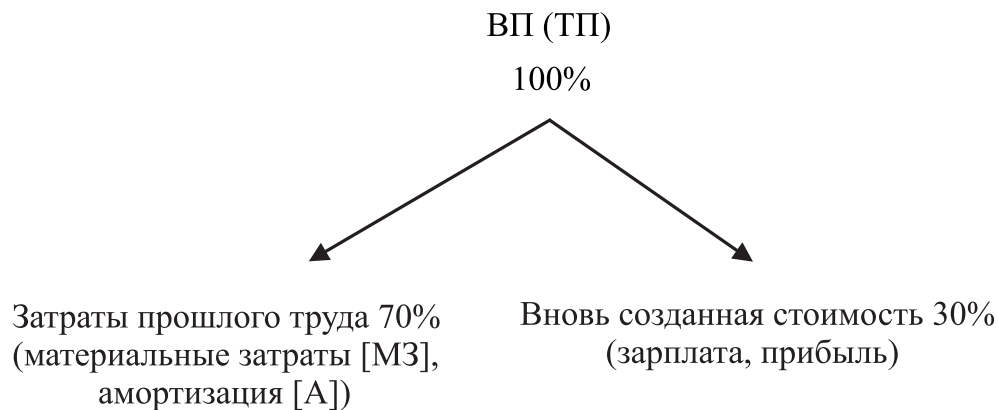 ВП (ТП)
100%
Затраты прошлого труда 70%
(материальные затраты [МЗ],
амортизация [А])
Вновь созданная стоимость 30%
(зарплата, прибыль)